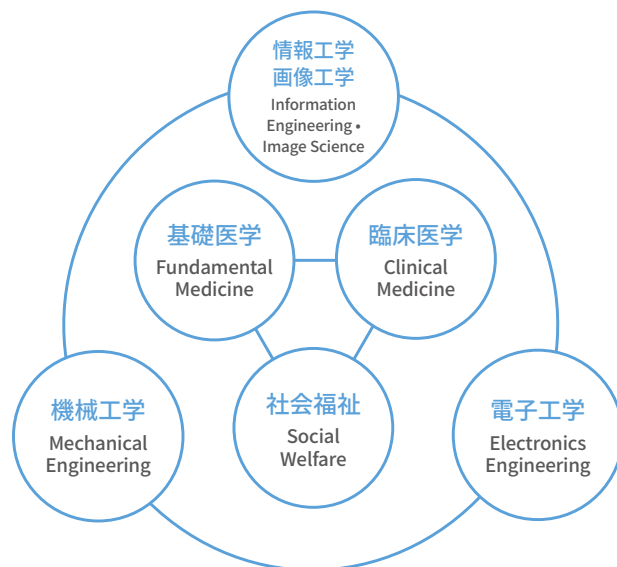 情報工学
画像工学
Information
Engineering •
Image Science
基礎医学
Fundamental
Medicine
臨床医学
Clinical
Medicine
機械工学
Mechanical
Engineering
社会福祉
Social
Welfare
電子工学
Electronics
Engineering